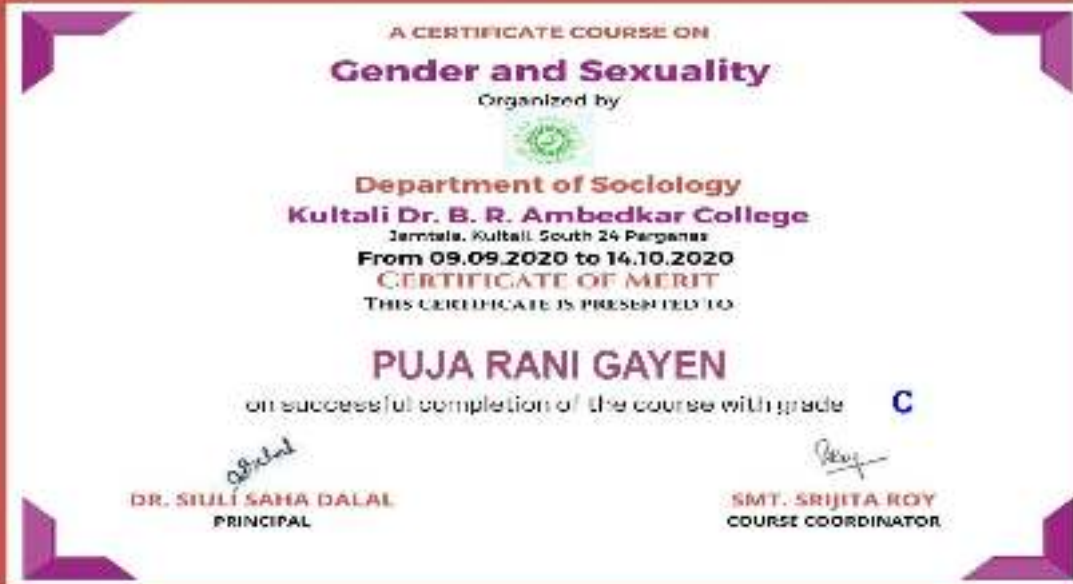 A CERTIFICATE COURSE ON
Gender and Sexuality
Organized by
Department of Sociology
Kultali Dr. B. R. Ambedkar College
Jamtala, Kultali, South 24 Parganas
From 09.09.2020 to 14.10.2020
CERTIFICATE OF MERIT
THIS CERTIFICATE IS PRESENTED TO
PUJA RANI GAYEN
on successful completion of the course with grade C
DR. SIULI SAHA DALAL
PRINCIPAL
SMT. SRIJITA ROY
COURSE COORDINATOR